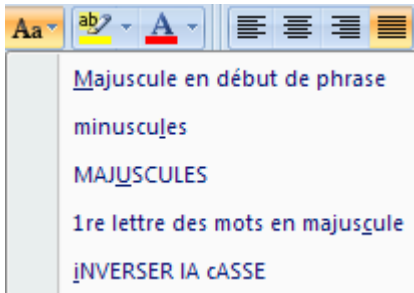 Aa ab A
Majuscule en début de phrase
minuscules
MAJUSCULES
1re lettre des mots en majuscule
iNVERSER lA cASSE